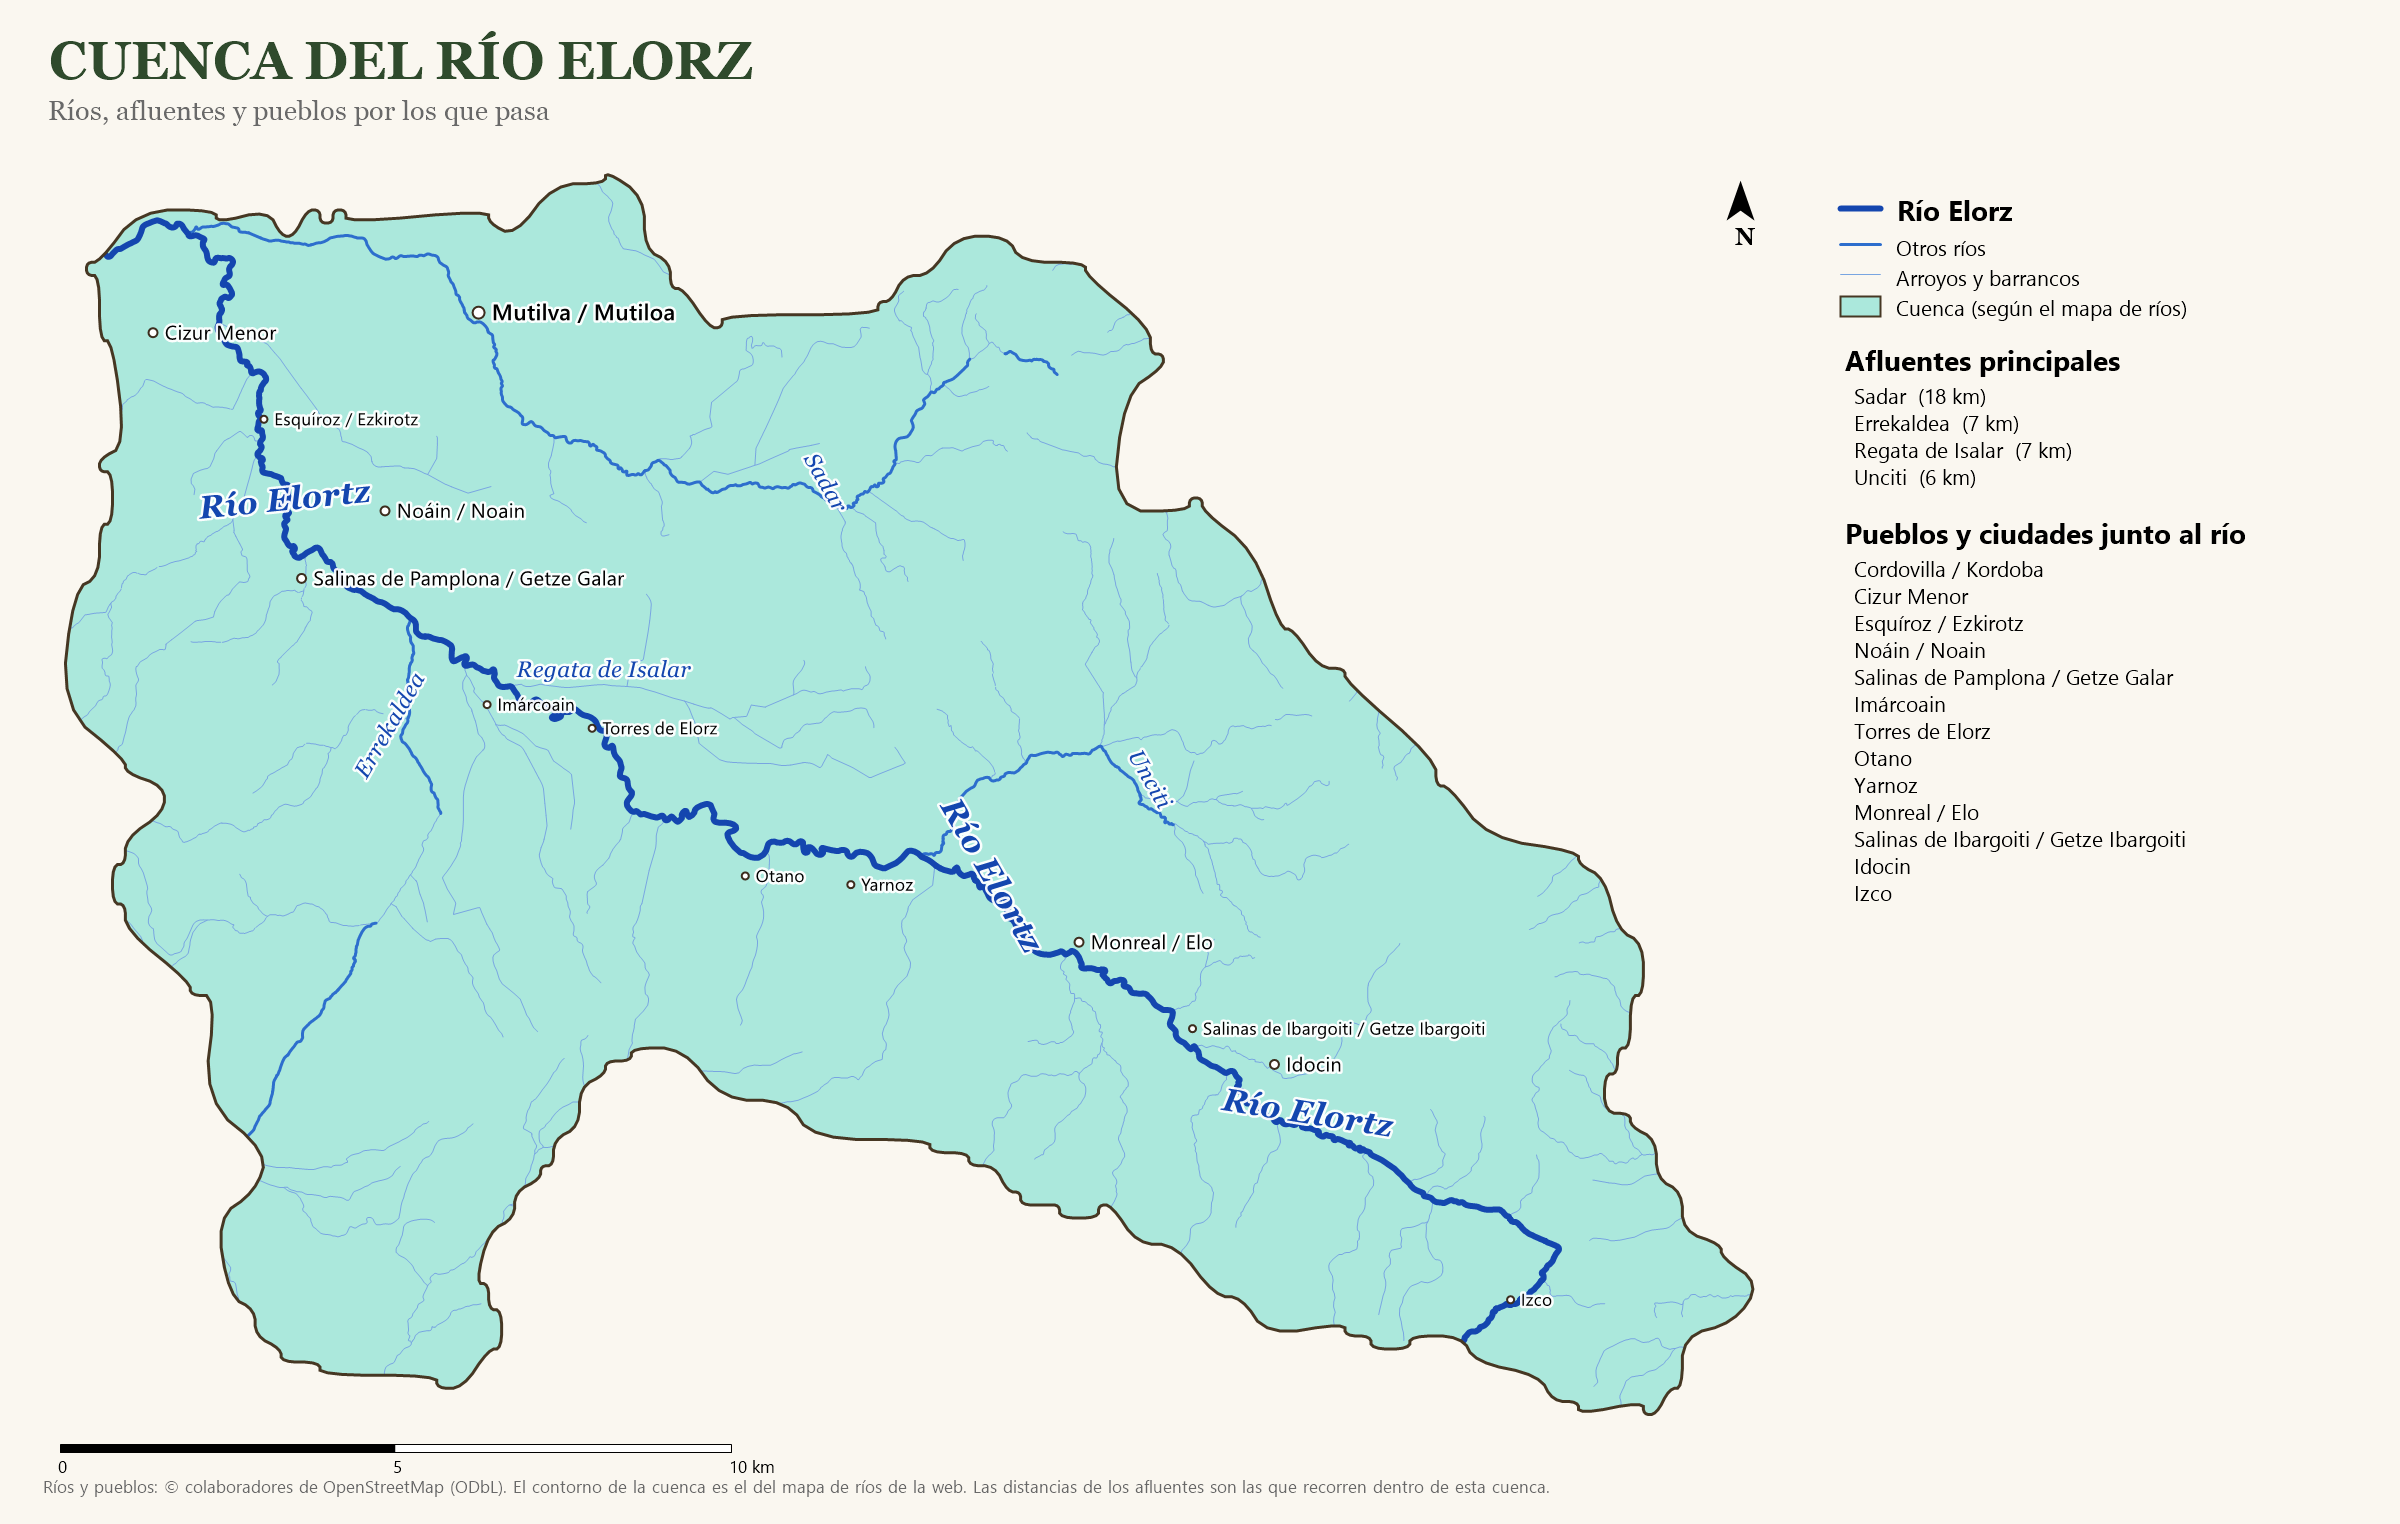 CUENCA DEL RÍO ELORZ
Ríos, afluentes y pueblos por los que pasa
N
Río Elorz
Otros ríos
Arroyos y barrancos
Cuenca (según el mapa de ríos)
Afluentes principales
Sadar (18 km)
Errekaldea (7 km)
Regata de Isalar (7 km)
Unciti (6 km)
Pueblos y ciudades junto al río
Cordovilla / Kordoba
Cizur Menor
Esquíroz / Ezkirotz
Noáin / Noain
Salinas de Pamplona / Getze Galar
Imárcoain
Torres de Elorz
Otano
Yarnoz
Monreal / Elo
Salinas de Ibargoiti / Getze Ibargoiti
Idocin
Izco
Mutilva / Mutiloa
Cizur Menor
Esquíroz / Ezkirotz
Sadar
Río Elortz
Noáin / Noain
Salinas de Pamplona / Getze Galar
Regata de Isalar
Imárcoain
Errekaldea
Torres de Elorz
Unciti
Río Elortz
Otano
Yarnoz
Monreal / Elo
Salinas de Ibargoiti / Getze Ibargoiti
Idocin
Río Elortz
Izco
0 5 10 km
Ríos y pueblos: © colaboradores de OpenStreetMap (ODbL). El contorno de la cuenca es el del mapa de ríos de la web. Las distancias de los afluentes son las que recorren dentro de esta cuenca.